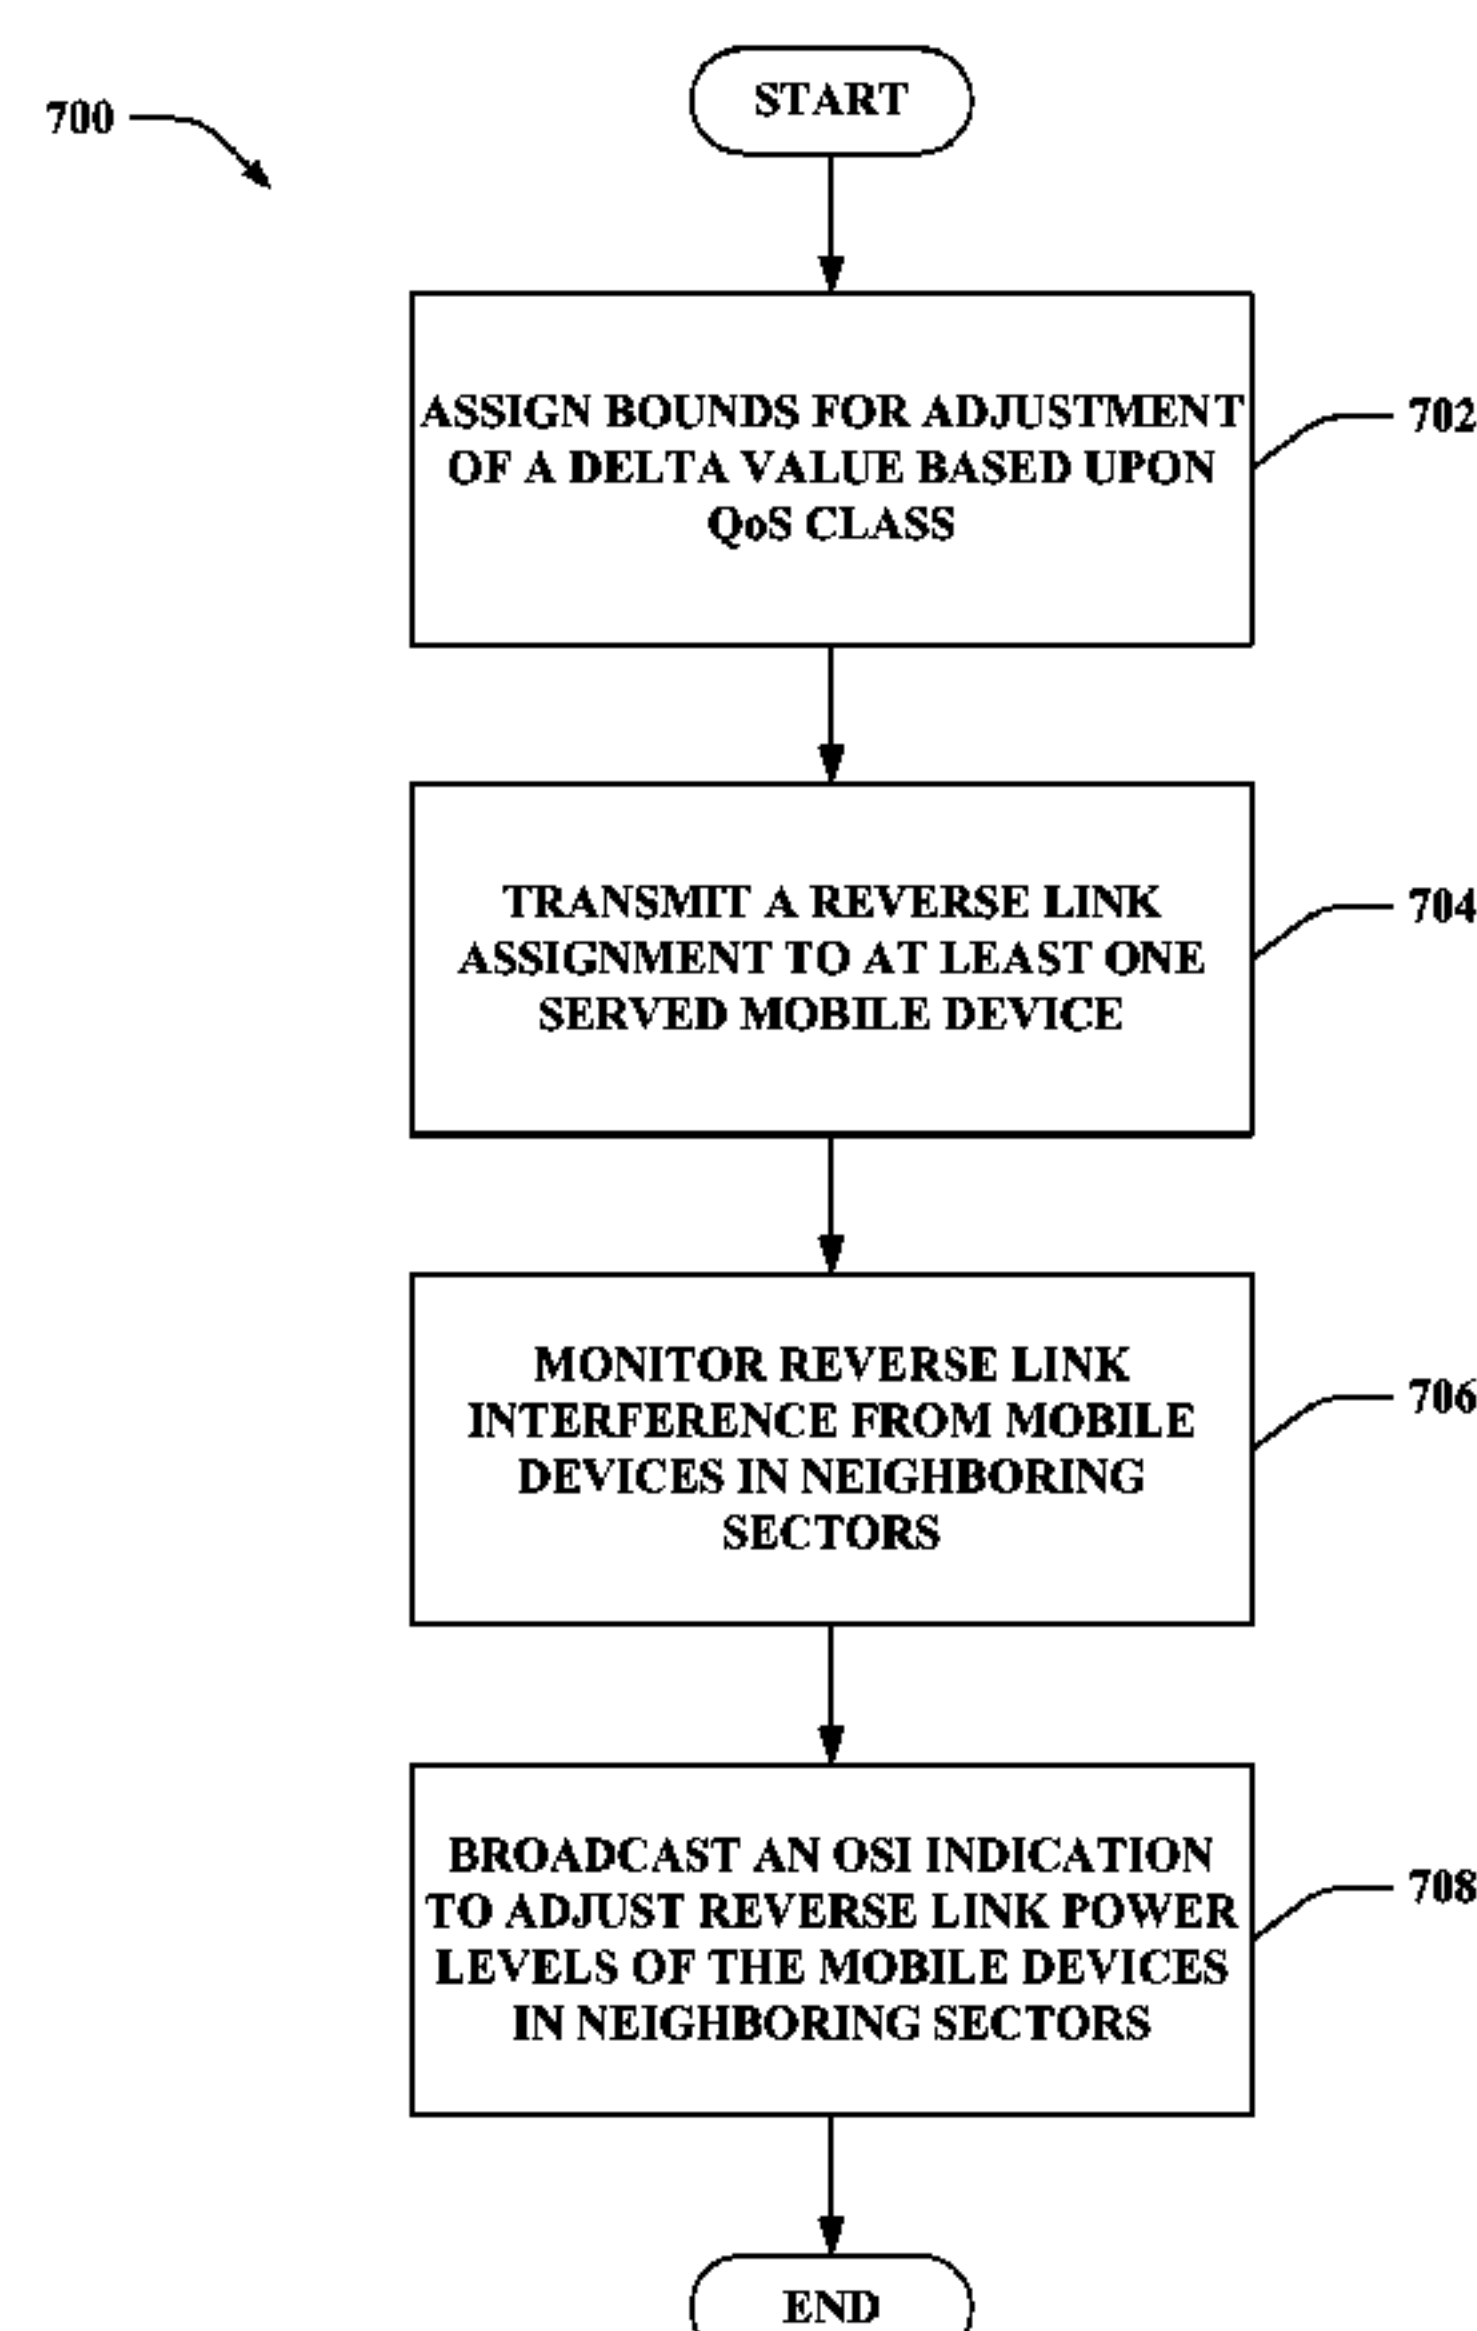 700
START
ASSIGN BOUNDS FOR ADJUSTMENT
OF A DELTA VALUE BASED UPON
QoS CLASS
702
TRANSMIT A REVERSE LINK
ASSIGNMENT TO AT LEAST ONE
SERVED MOBILE DEVICE
704
MONITOR REVERSE LINK
INTERFERENCE FROM MOBILE
DEVICES IN NEIGHBORING
SECTORS
706
BROADCAST AN OSI INDICATION
TO ADJUST REVERSE LINK POWER
LEVELS OF THE MOBILE DEVICES
IN NEIGHBORING SECTORS
708
END